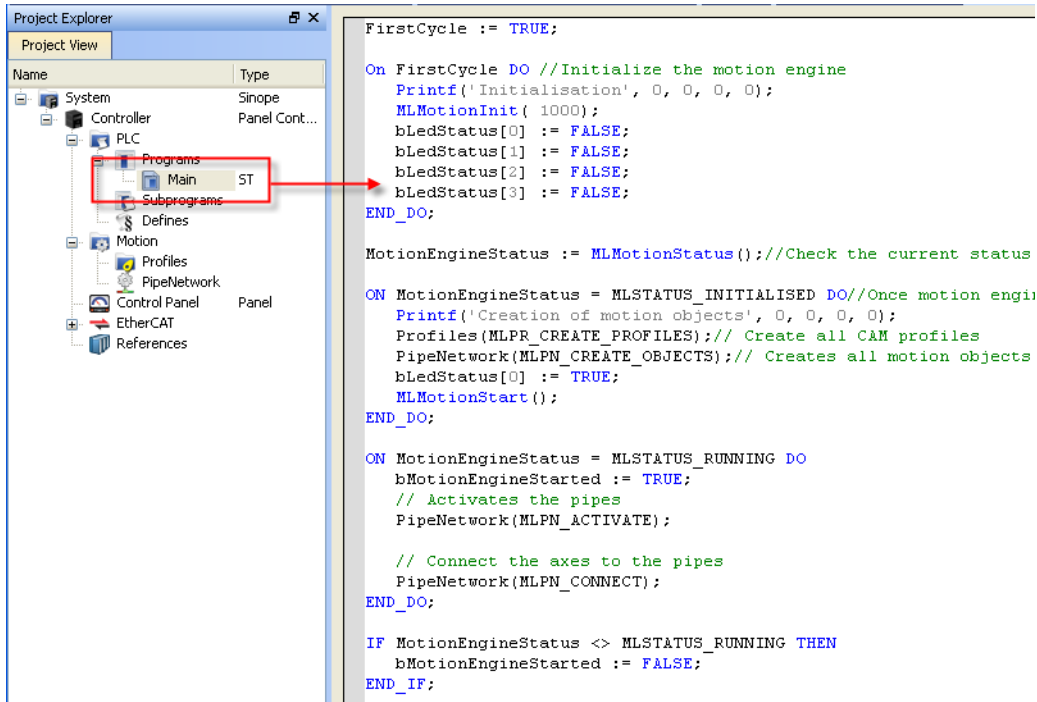 Project Explorer
Project View
Name Type
System Sinope
Controller Panel Cont...
PLC
Programs
Main ST
Subprograms
Defines
Motion
Profiles
PipeNetwork
Control Panel Panel
EtherCAT
References
FirstCycle := TRUE;
On FirstCycle DO //Initialize the motion engine
Printf('Initialisation', 0, 0, 0, 0);
MLMotionInit( 1000);
bLedStatus[0] := FALSE;
bLedStatus[1] := FALSE;
bLedStatus[2] := FALSE;
bLedStatus[3] := FALSE;
END_DO;
MotionEngineStatus := MLMotionStatus();//Check the current status
ON MotionEngineStatus = MLSTATUS_INITIALISED DO//Once motion engi
Printf('Creation of motion objects', 0, 0, 0, 0);
Profiles(MLPR_CREATE_PROFILES);// Create all CAM profiles
PipeNetwork(MLPN_CREATE_OBJECTS);// Creates all motion objects
bLedStatus[0] := TRUE;
MLMotionStart();
END_DO;
ON MotionEngineStatus = MLSTATUS_RUNNING DO
bMotionEngineStarted := TRUE;
// Activates the pipes
PipeNetwork(MLPN_ACTIVATE);
// Connect the axes to the pipes
PipeNetwork(MLPN_CONNECT);
END_DO;
IF MotionEngineStatus <> MLSTATUS_RUNNING THEN
bMotionEngineStarted := FALSE;
END_IF;